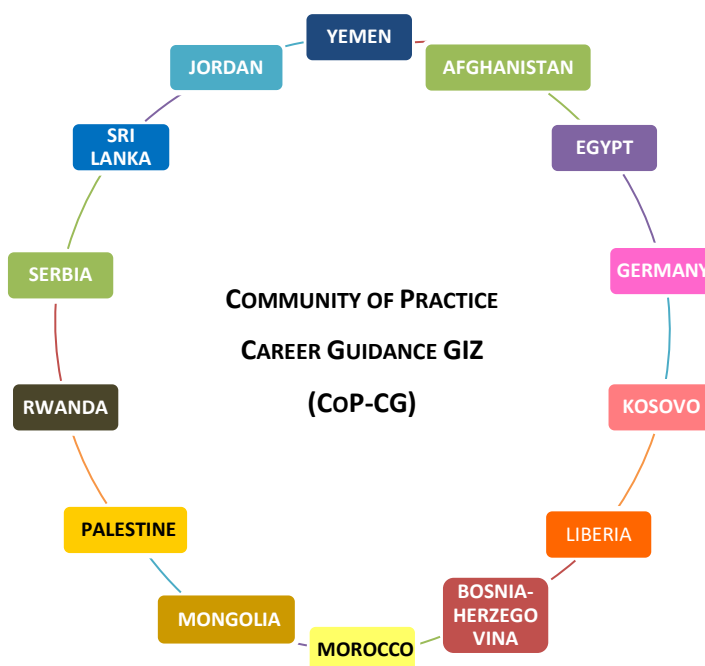 YEMEN
AFGHANISTAN
EGYPT
GERMANY
KOSOVO
LIBERIA
BOSNIA-
HERZEGO
VINA
MOROCCO
MONGOLIA
PALESTINE
RWANDA
SERBIA
SRI
LANKA
JORDAN
COMMUNITY OF PRACTICE
CAREER GUIDANCE GIZ
(COP-CG)